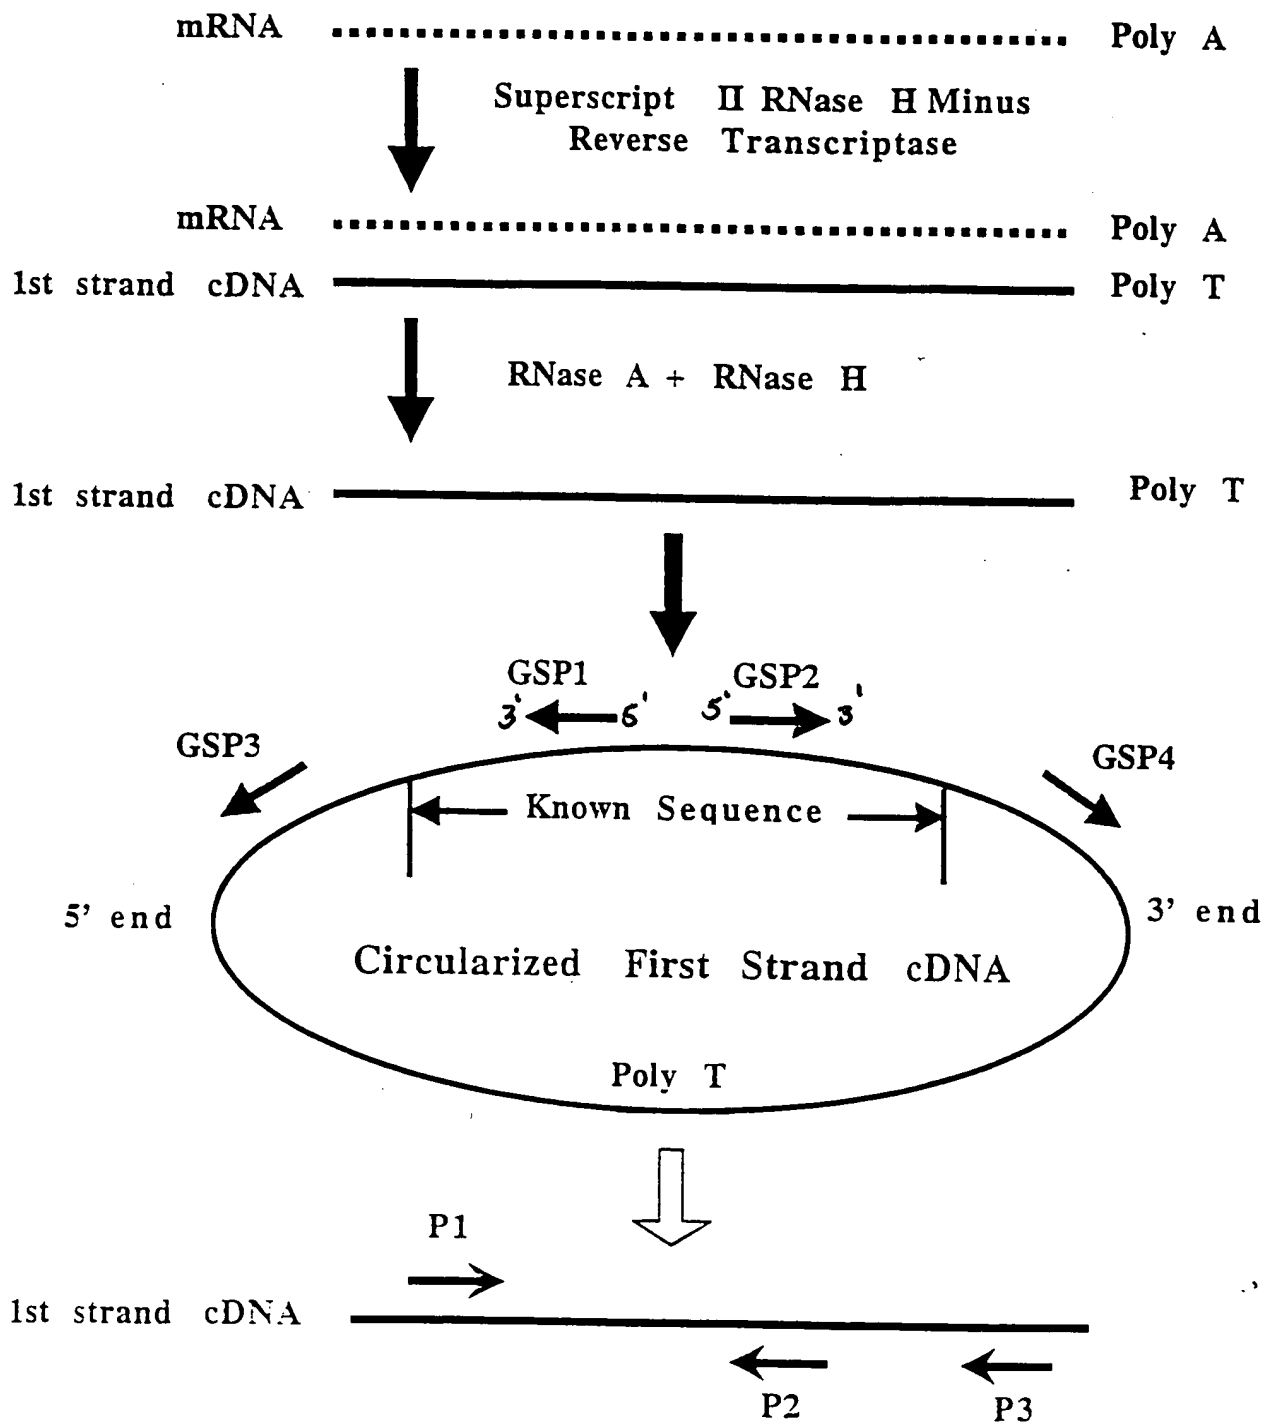 mRNA Poly A
Superscript II RNase H Minus
Reverse Transcriptase
mRNA Poly A
1st strand cDNA Poly T
RNase A + RNase H
1st strand cDNA Poly T
GSP1 GSP2
3' 5' 5' 3'
GSP3 GSP4
Known Sequence
5' end 3' end
Circularized First Strand cDNA
Poly T
P1
1st strand cDNA
P2 P3